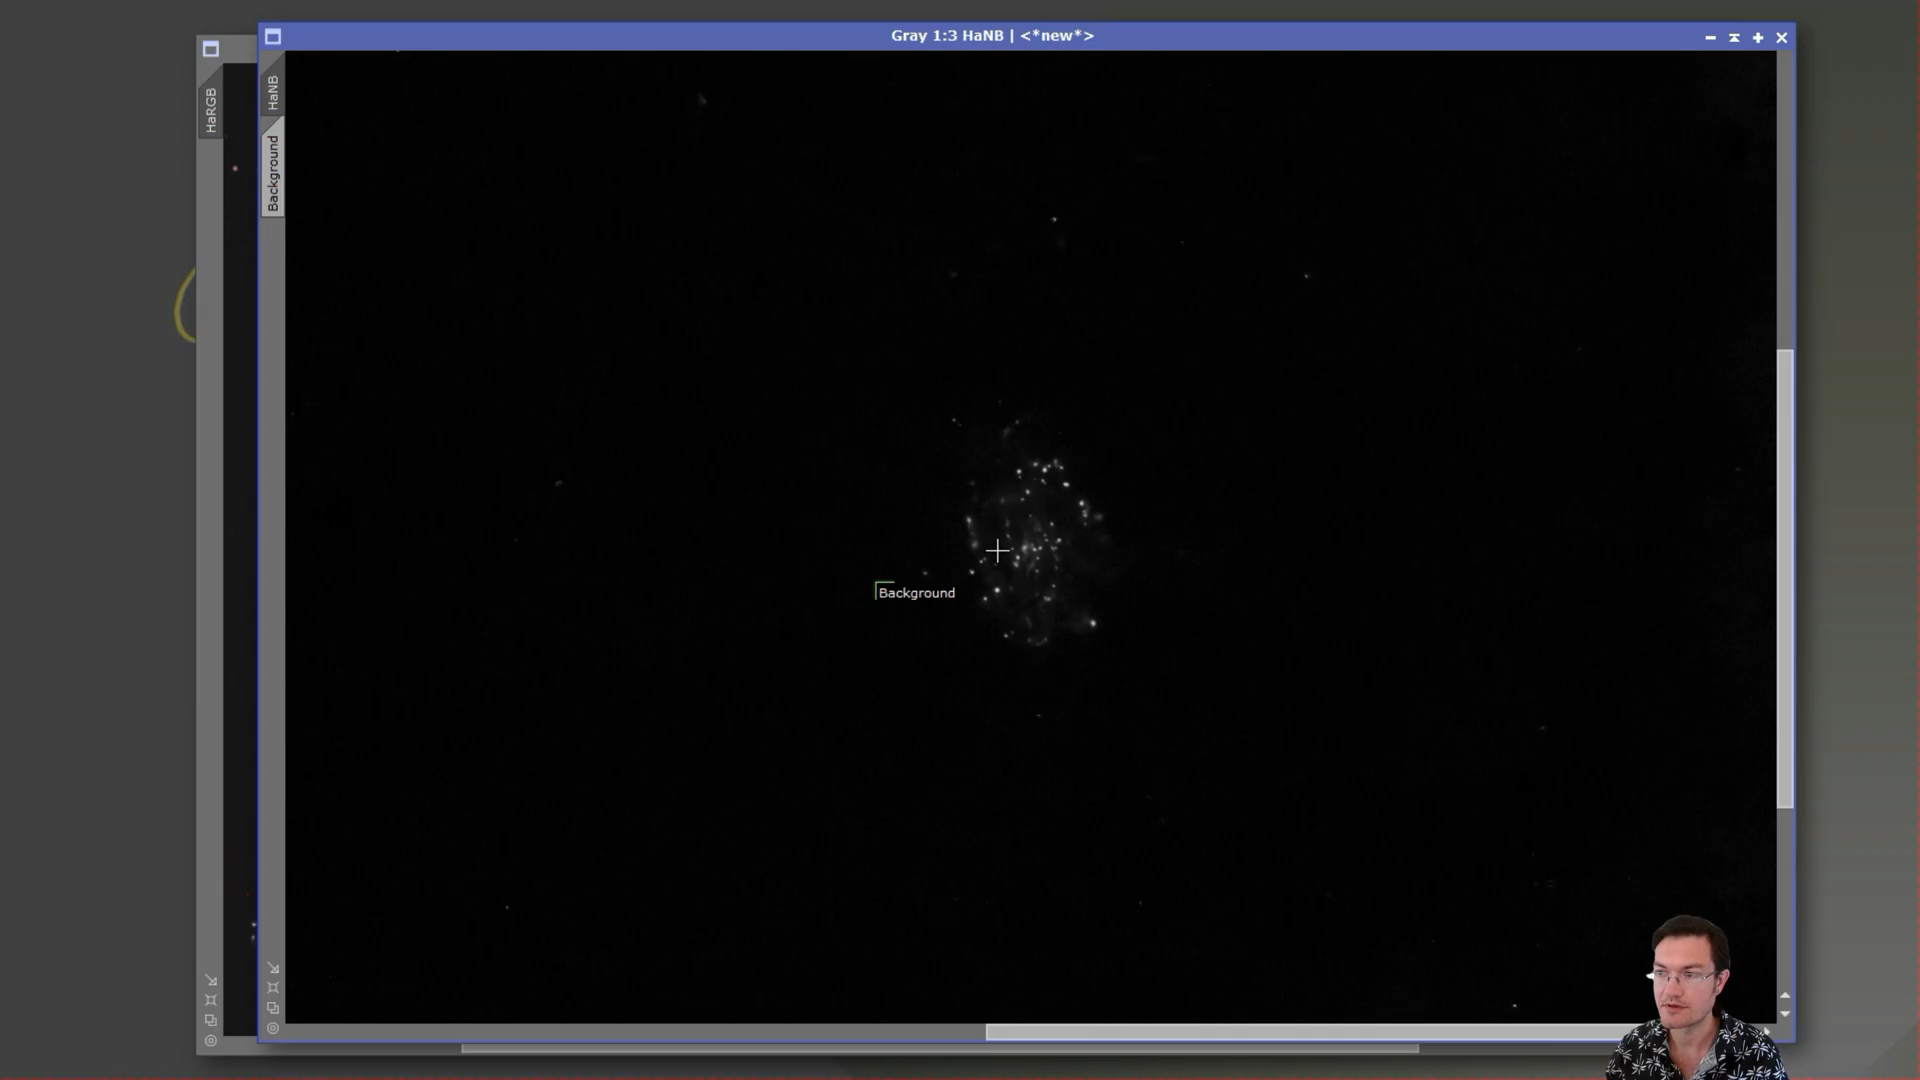 Gray 1:3 HaNB | <*new*>
HaRGB
HaNB
Background
Background